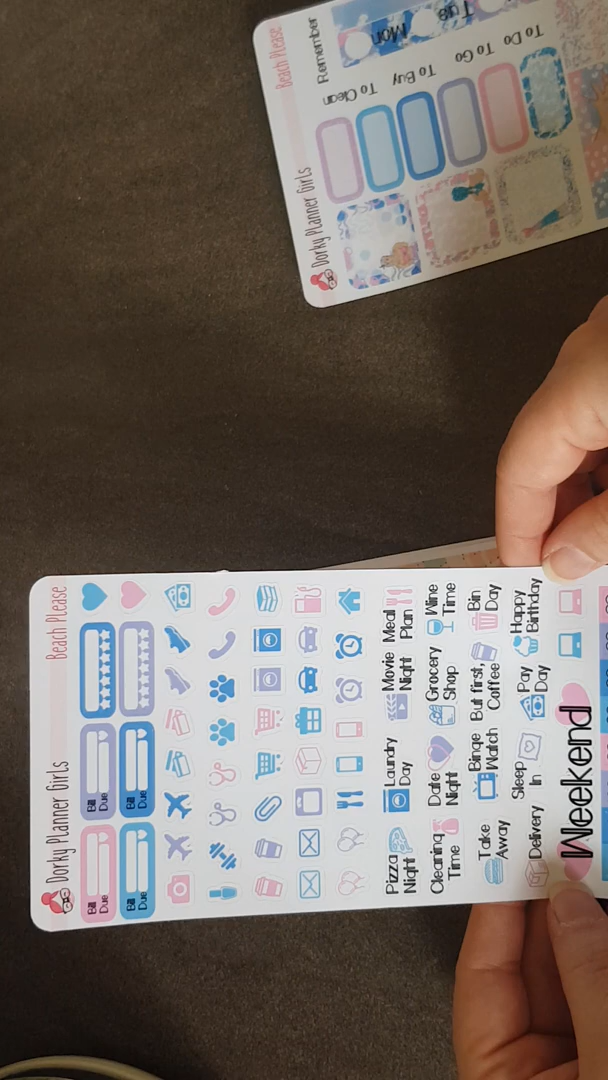 Beach Please
Dorky Planner Girls
Remember
Mon
Tue
To Clean
To Buy
To Go
To Do
Dorky Planner Girls
Beach Please
Bill
Due
Bill
Due
Bill
Due
Bill
Due
Pizza
Night
Laundry
Day
Movie
Night
Meal
Plan
Cleaning
Time
Date
Night
Grocery
Shop
Wine
Time
Take
Away
Binge
Watch
But first,
Coffee
Bin
Day
Delivery
Sleep
In
Pay
Day
Happy
Birthday
Weekend